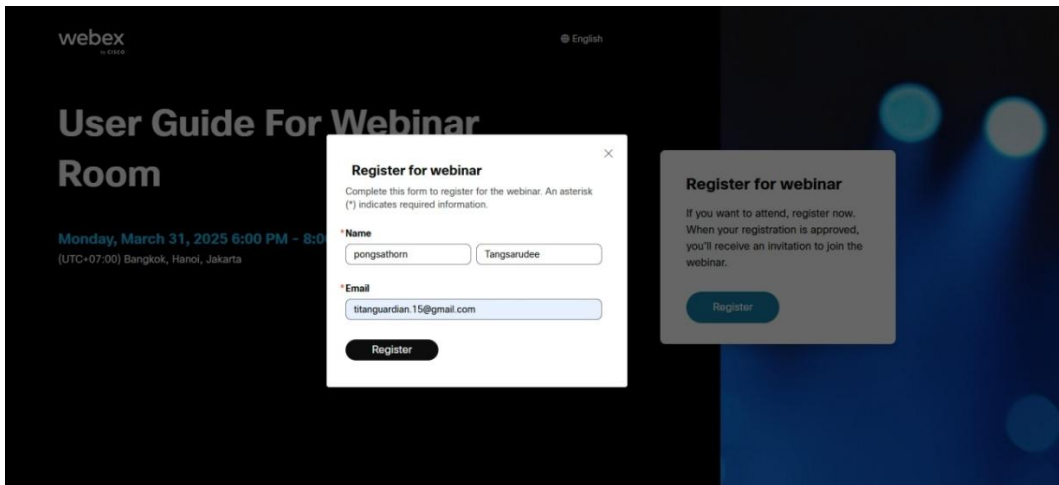 webex
by CISCO
English
User Guide For Webinar
Room
Monday, March 31, 2025 6:00 PM - 8:0
(UTC+07:00) Bangkok, Hanoi, Jakarta
Register for webinar
Complete this form to register for the webinar. An asterisk
(*) indicates required information.
*Name
pongsathorn Tangsarudee
*Email
titanguardian.15@gmail.com
Register
Register for webinar
If you want to attend, register now.
When your registration is approved,
you'll receive an invitation to join the
webinar.
Register